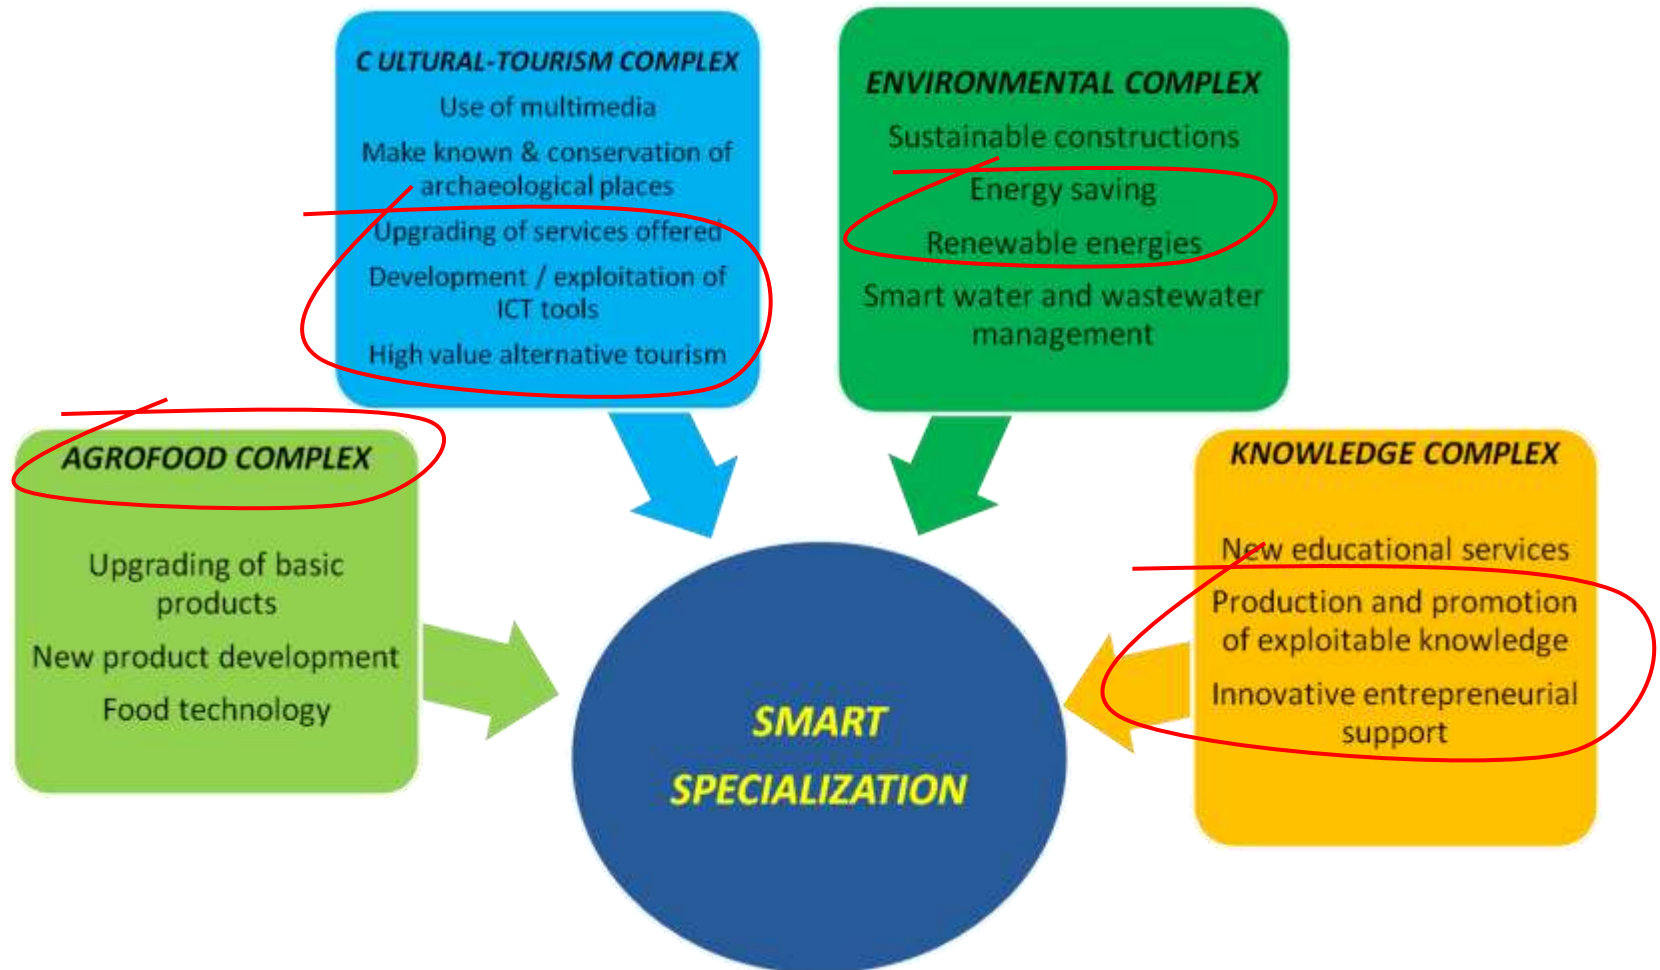 C ULTURAL-TOURISM COMPLEX
Use of multimedia
Make known & conservation of
archaeological places
Upgrading of services offered
Development / exploitation of
ICT tools
High value alternative tourism
ENVIRONMENTAL COMPLEX
Sustainable constructions
Energy saving
Renewable energies
Smart water and wastewater
management
AGROFOOD COMPLEX
Upgrading of basic
products
New product development
Food technology
KNOWLEDGE COMPLEX
New educational services
Production and promotion
of exploitable knowledge
Innovative entrepreneurial
support
SMART
SPECIALIZATION